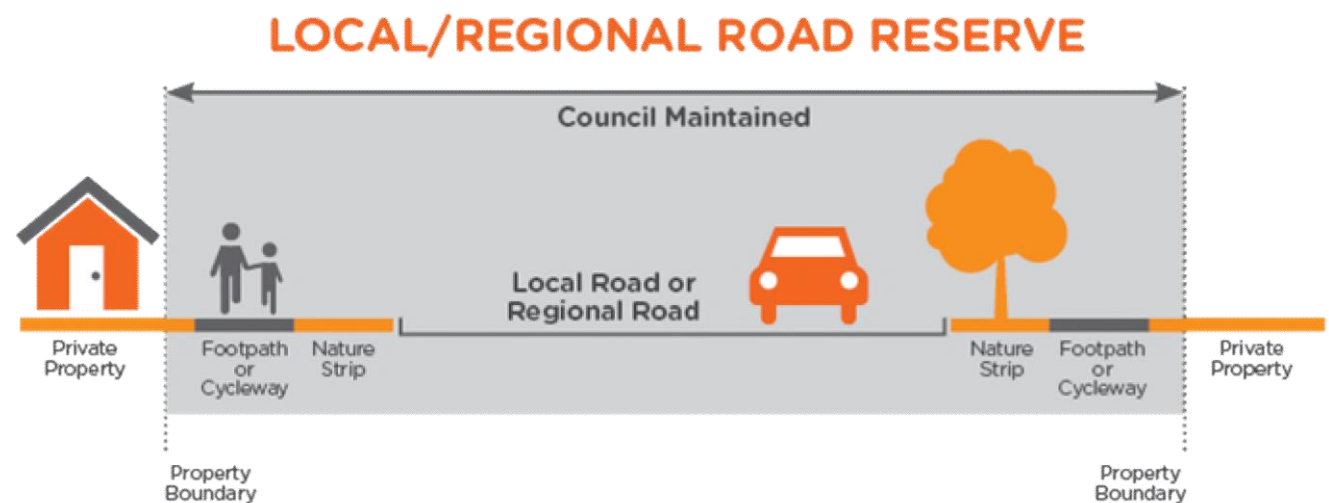 LOCAL/REGIONAL ROAD RESERVE
Council Maintained
Local Road or
Regional Road
Private
Property
Footpath
or
Cycleway
Nature
Strip
Nature
Strip
Footpath
or
Cycleway
Private
Property
Property
Boundary
Property
Boundary